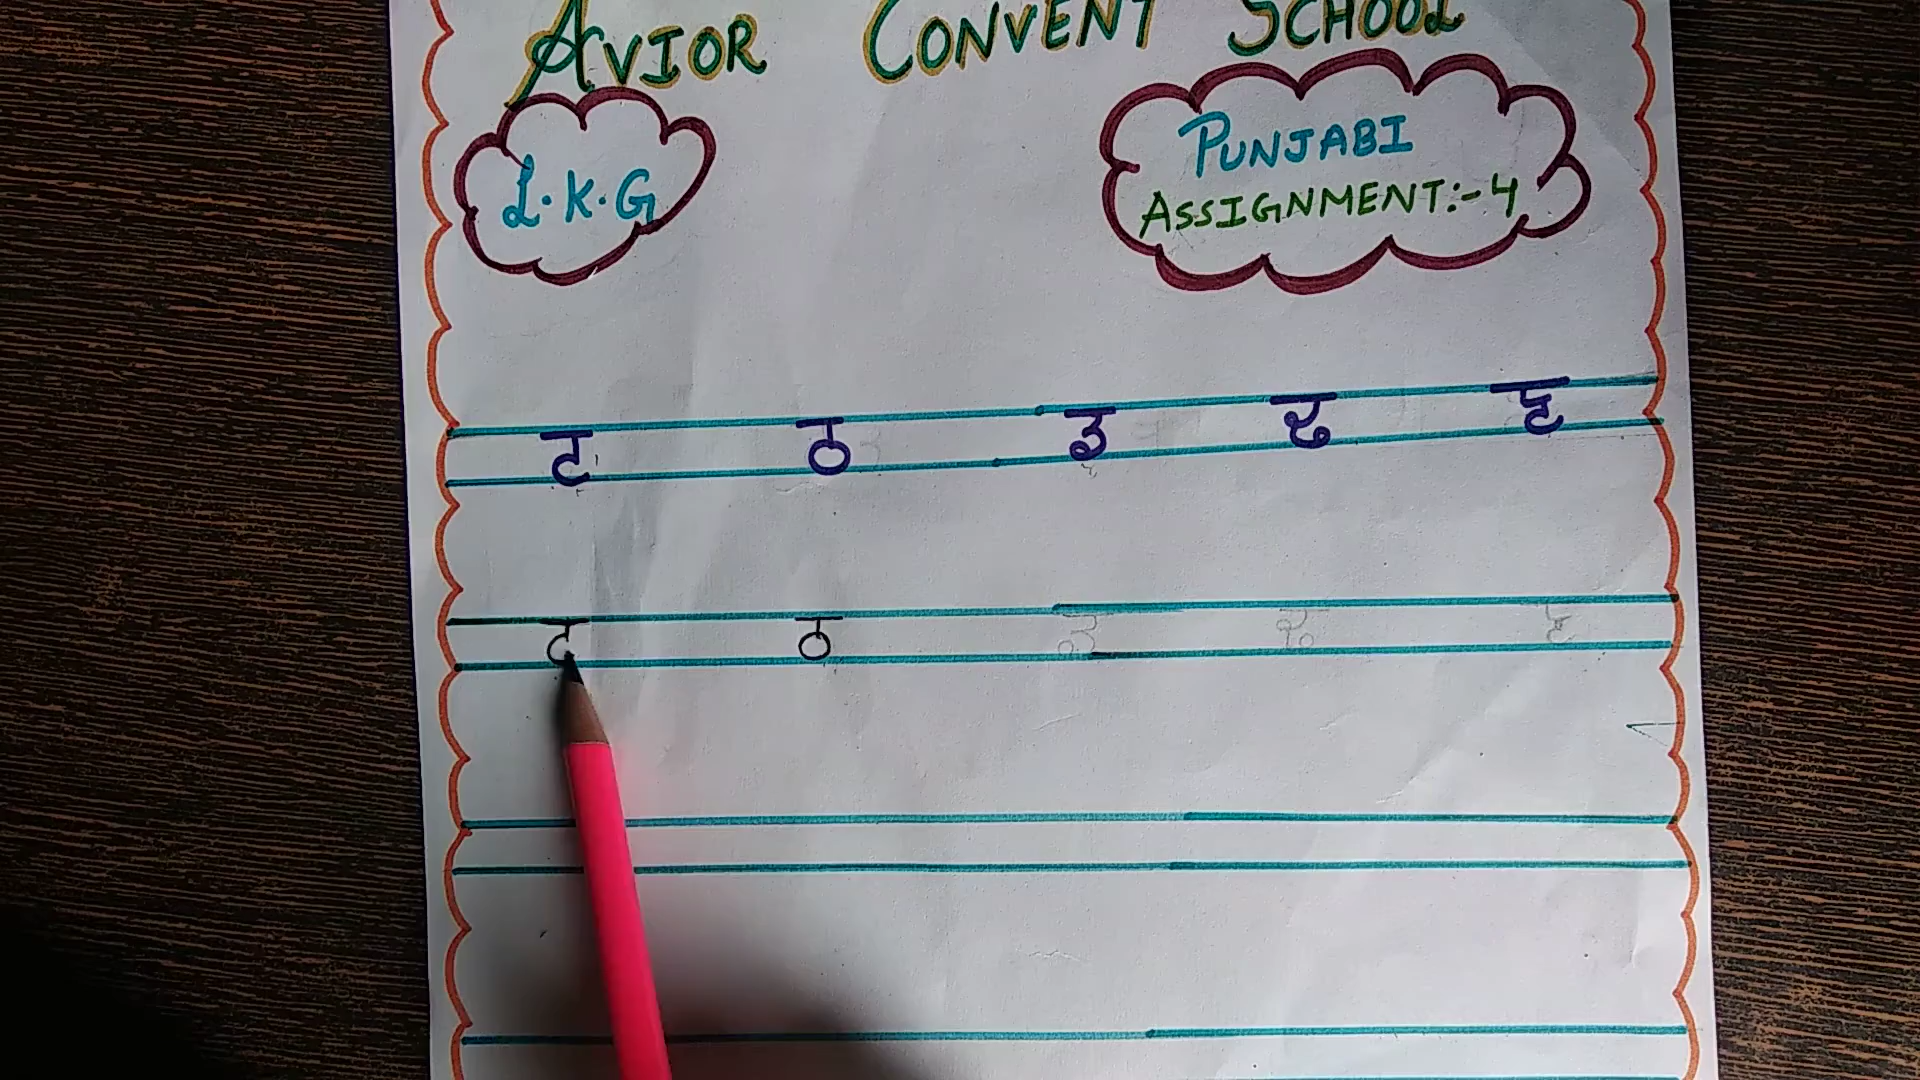 AVIOR CONVENT SCHOOL
L.K.G
PUNJABI
ASSIGNMENT:-4
ਟ ਠ ਡ ਢ ਣ
ਠ